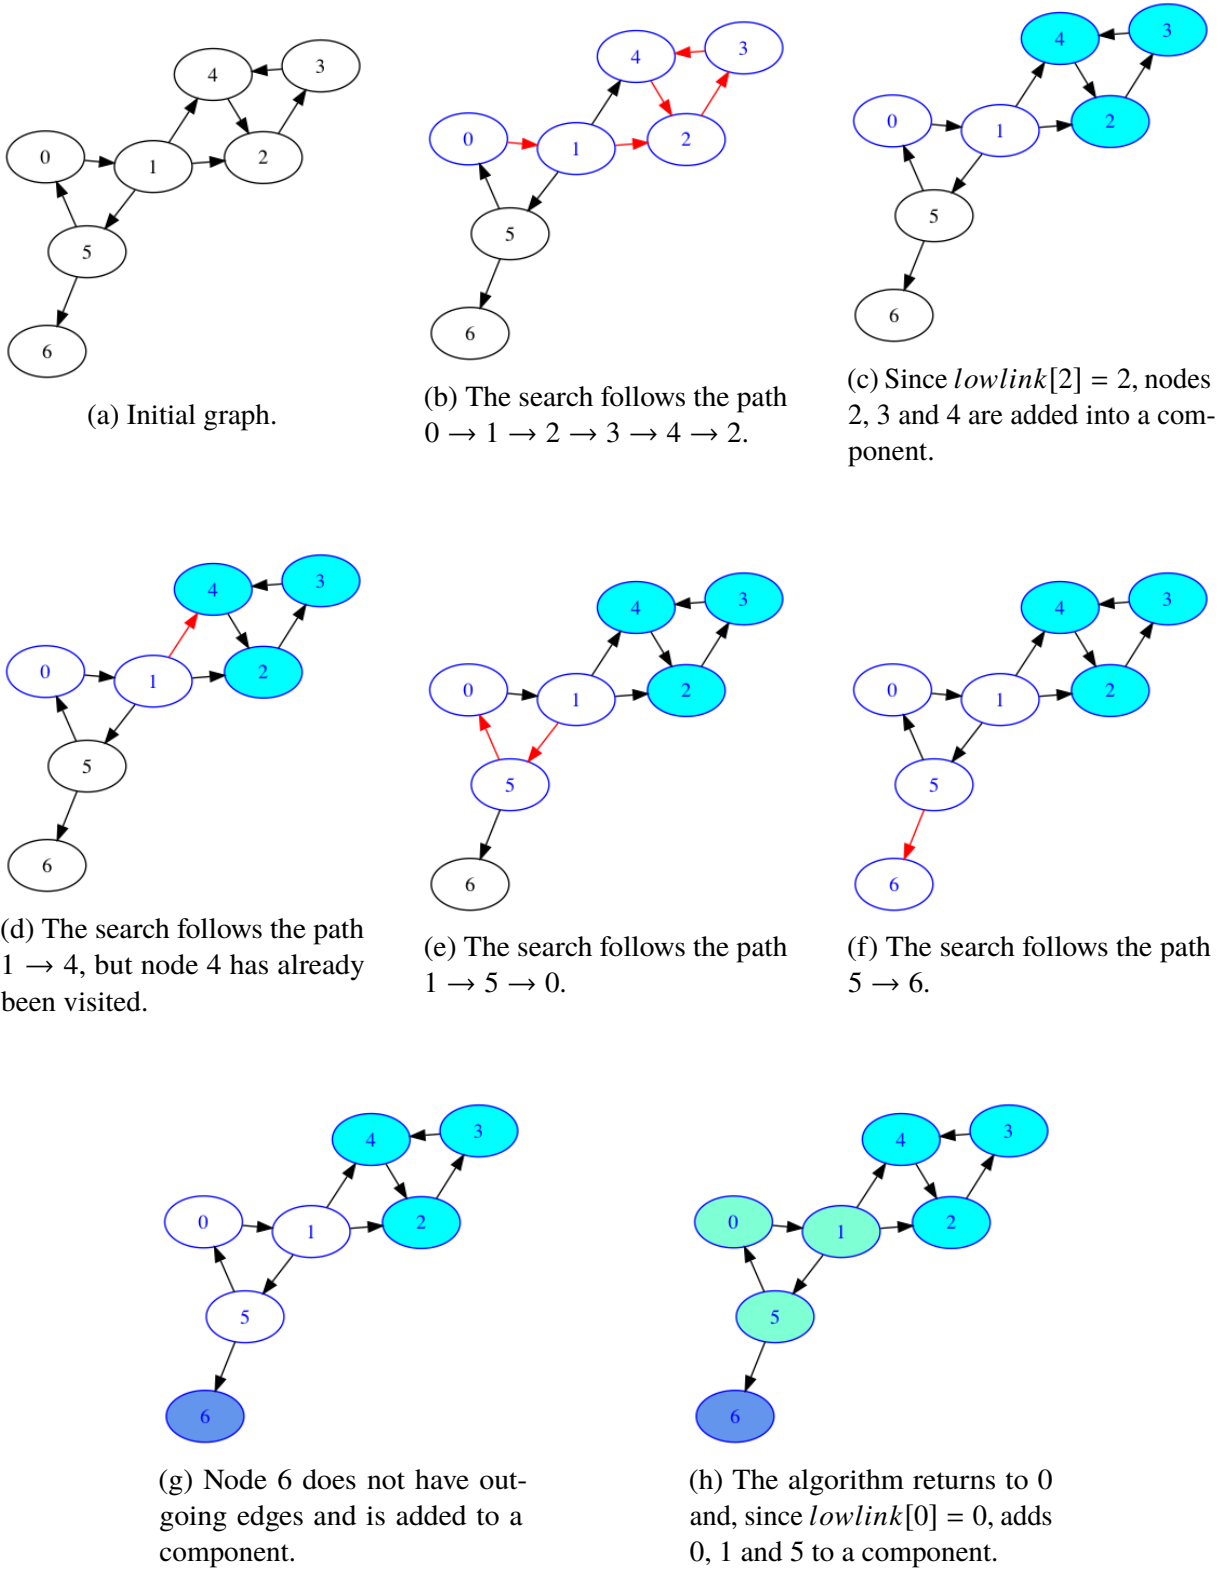 4
3
0
1
2
5
6
(a) Initial graph.
4
3
0
1
2
5
6
(b) The search follows the path
0 → 1 → 2 → 3 → 4 → 2.
4
3
0
1
2
5
6
(c) Since lowlink[2] = 2, nodes
2, 3 and 4 are added into a com-
ponent.
4
3
0
1
2
5
6
(d) The search follows the path
1 → 4, but node 4 has already
been visited.
4
3
0
1
2
5
6
(e) The search follows the path
1 → 5 → 0.
4
3
0
1
2
5
6
(f) The search follows the path
5 → 6.
4
3
0
1
2
5
6
(g) Node 6 does not have out-
going edges and is added to a
component.
4
3
0
1
2
5
6
(h) The algorithm returns to 0
and, since lowlink[0] = 0, adds
0, 1 and 5 to a component.